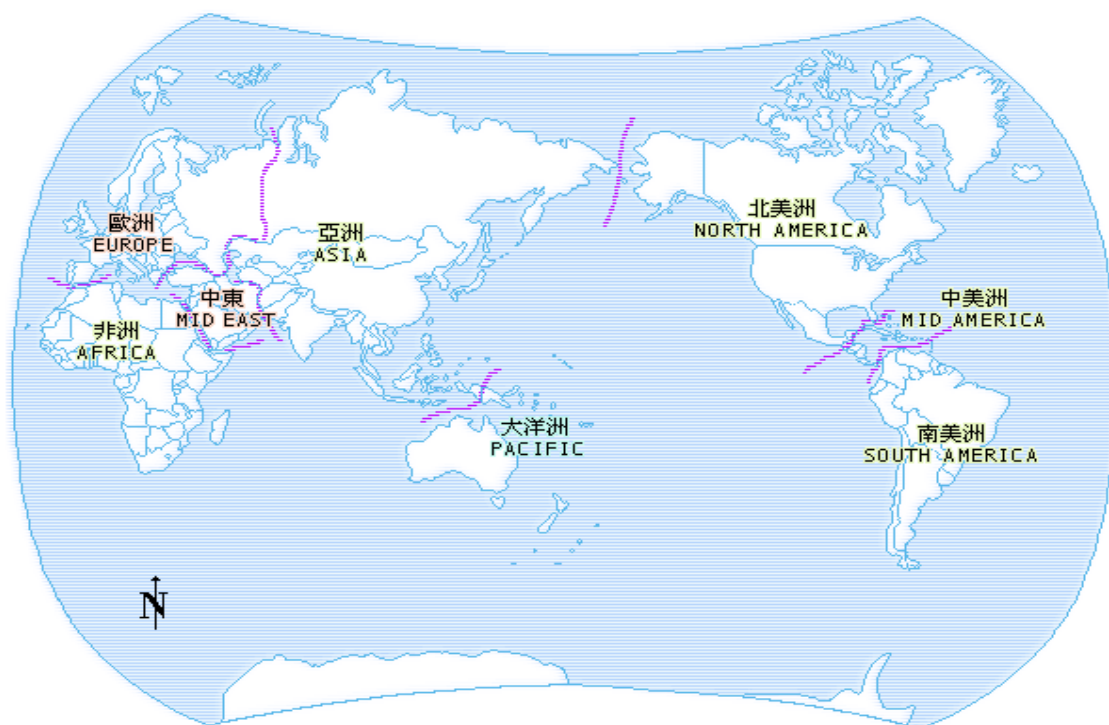 歐洲
EUROPE
亞洲
ASIA
北美洲
NORTH AMERICA
中東
MID EAST
中美洲
MID AMERICA
非洲
AFRICA
大洋洲
PACIFIC
南美洲
SOUTH AMERICA
N